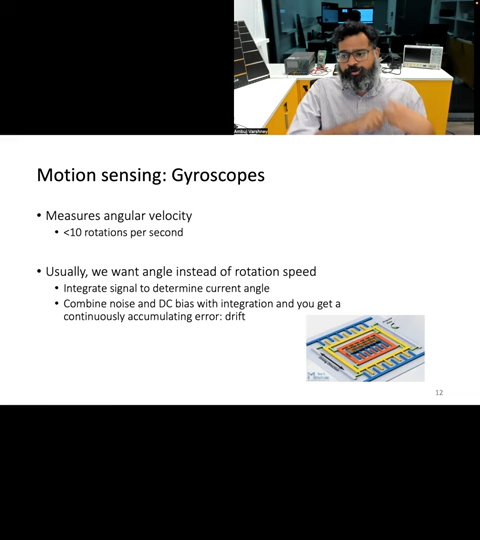 Ambuj Varshney
Motion sensing: Gyroscopes
• Measures angular velocity
• <10 rotations per second
• Usually, we want angle instead of rotation speed
• Integrate signal to determine current angle
• Combine noise and DC bias with integration and you get a
continuously accumulating error: drift
12